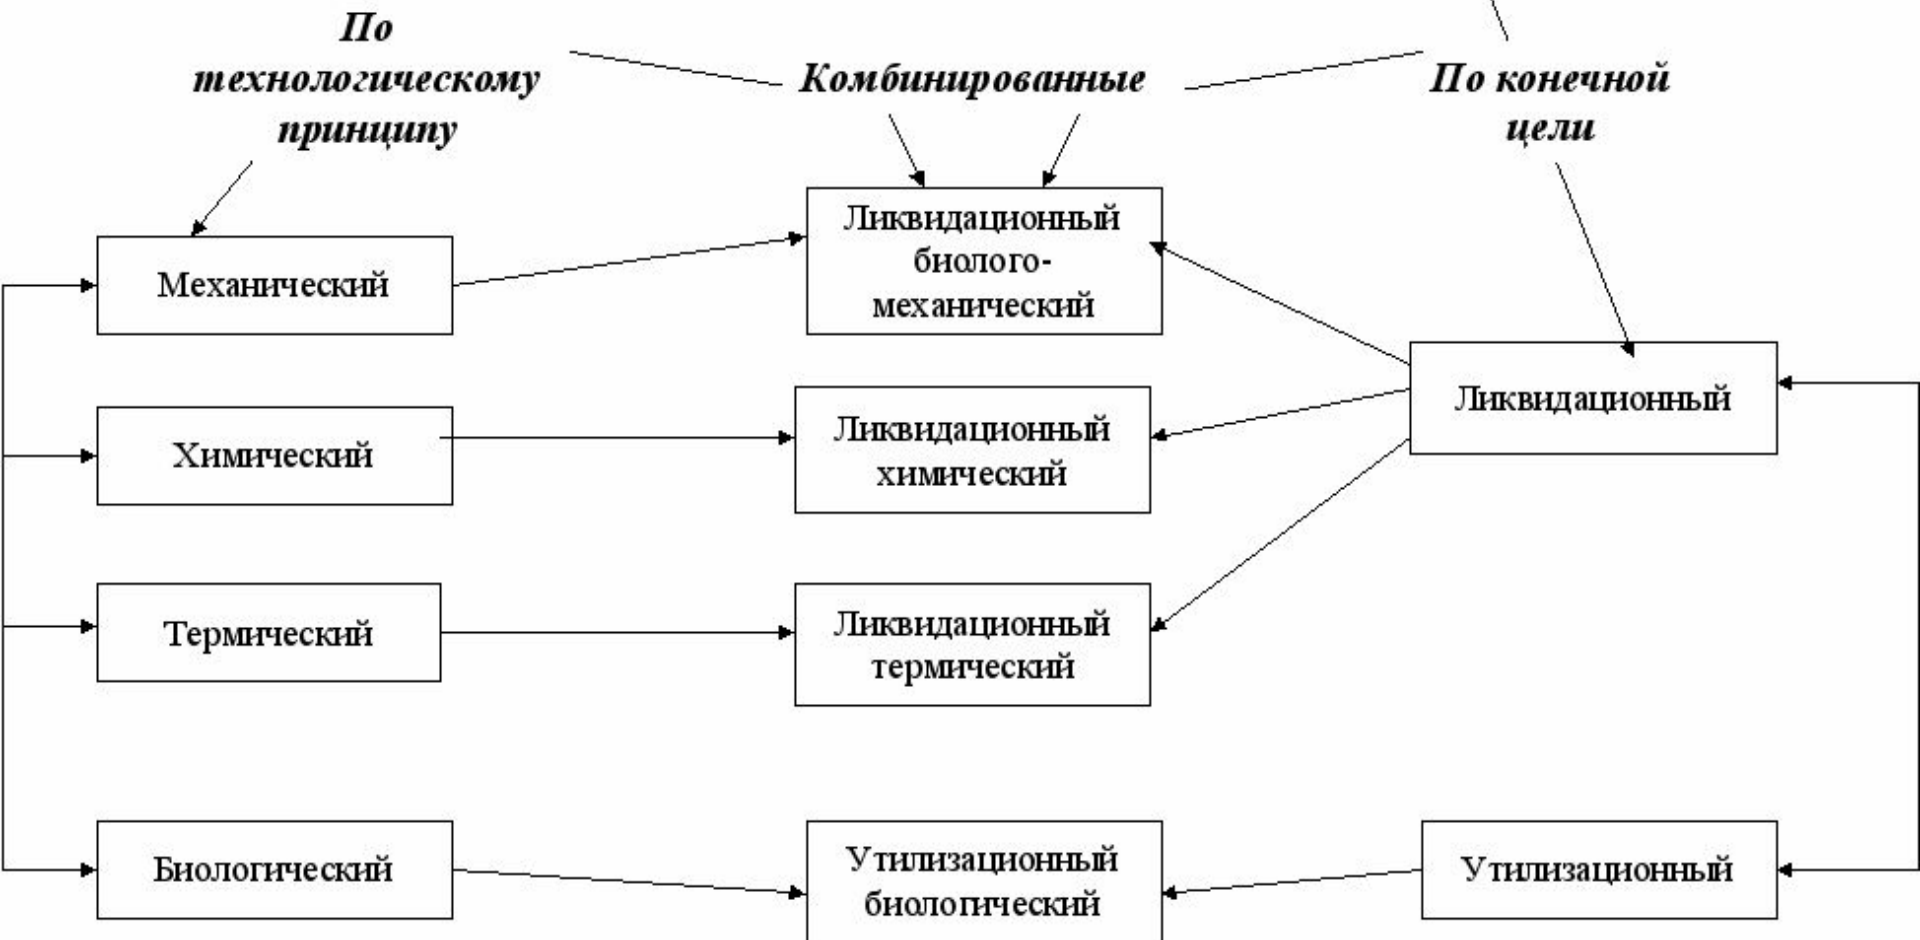 По
технологическому
принципу
Комбинированные
По конечной
цели
Механический
Ликвидационный
биолого-
механический
Ликвидационный
Химический
Ликвидационный
химический
Термический
Ликвидационный
термический
Биологический
Утилизационный
биологический
Утилизационный